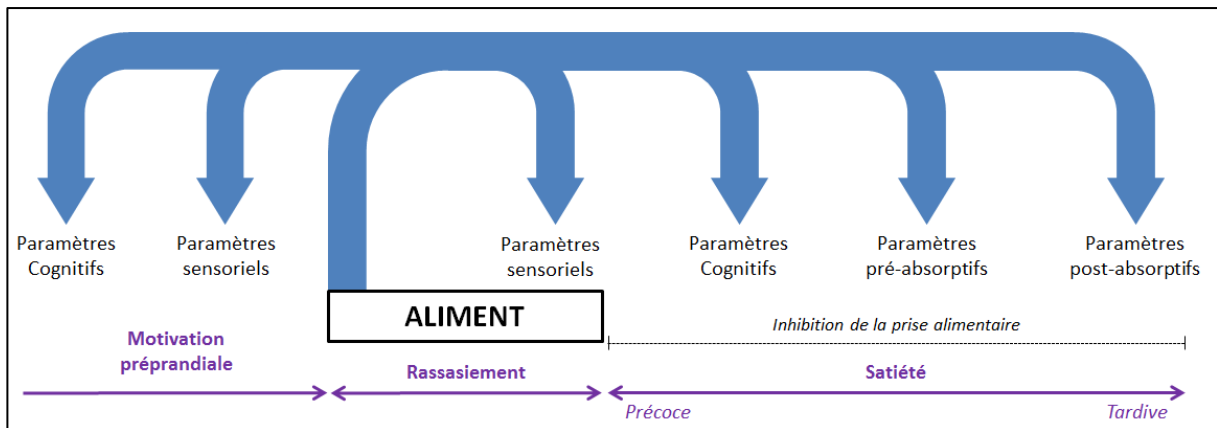 Paramètres
Cognitifs
Paramètres
sensoriels
Paramètres
sensoriels
Paramètres
Cognitifs
Paramètres
pré-absorptifs
Paramètres
post-absorptifs
ALIMENT
Inhibition de la prise alimentaire
Motivation
préprandiale
Rassasiement
Satiété
Précoce
Tardive